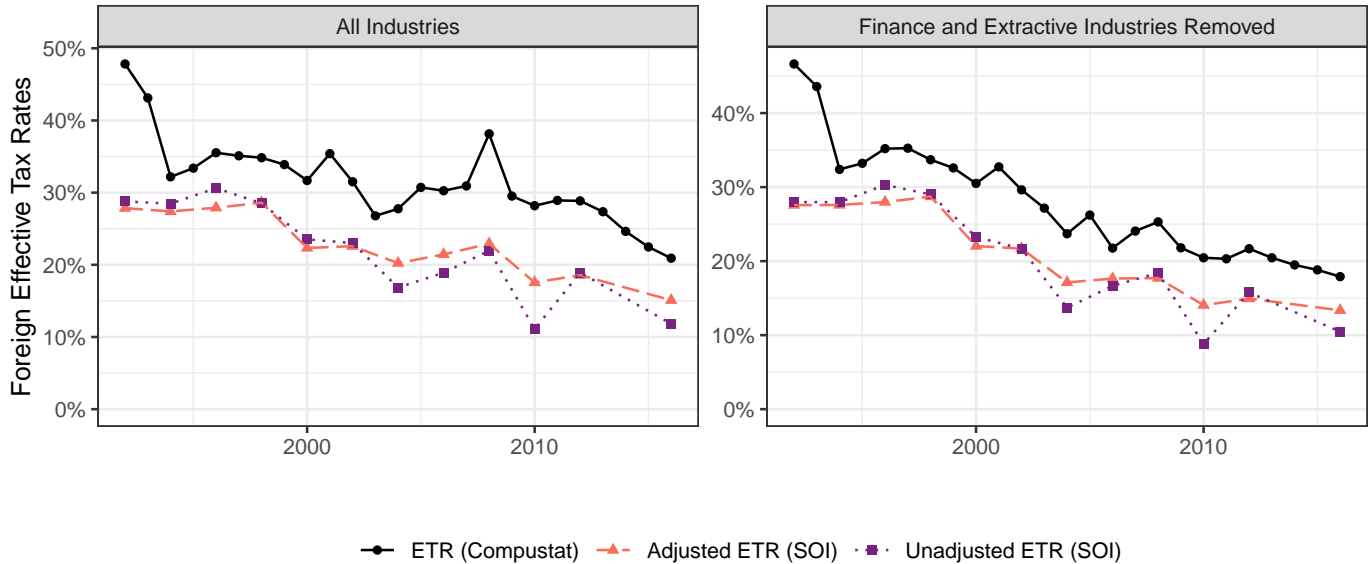 All Industries
Finance and Extractive Industries Removed
Foreign Effective Tax Rates
50%
40%
30%
20%
10%
0%
40%
30%
20%
10%
0%
2000
2010
2000
2010
ETR (Compustat)
Adjusted ETR (SOI)
Unadjusted ETR (SOI)